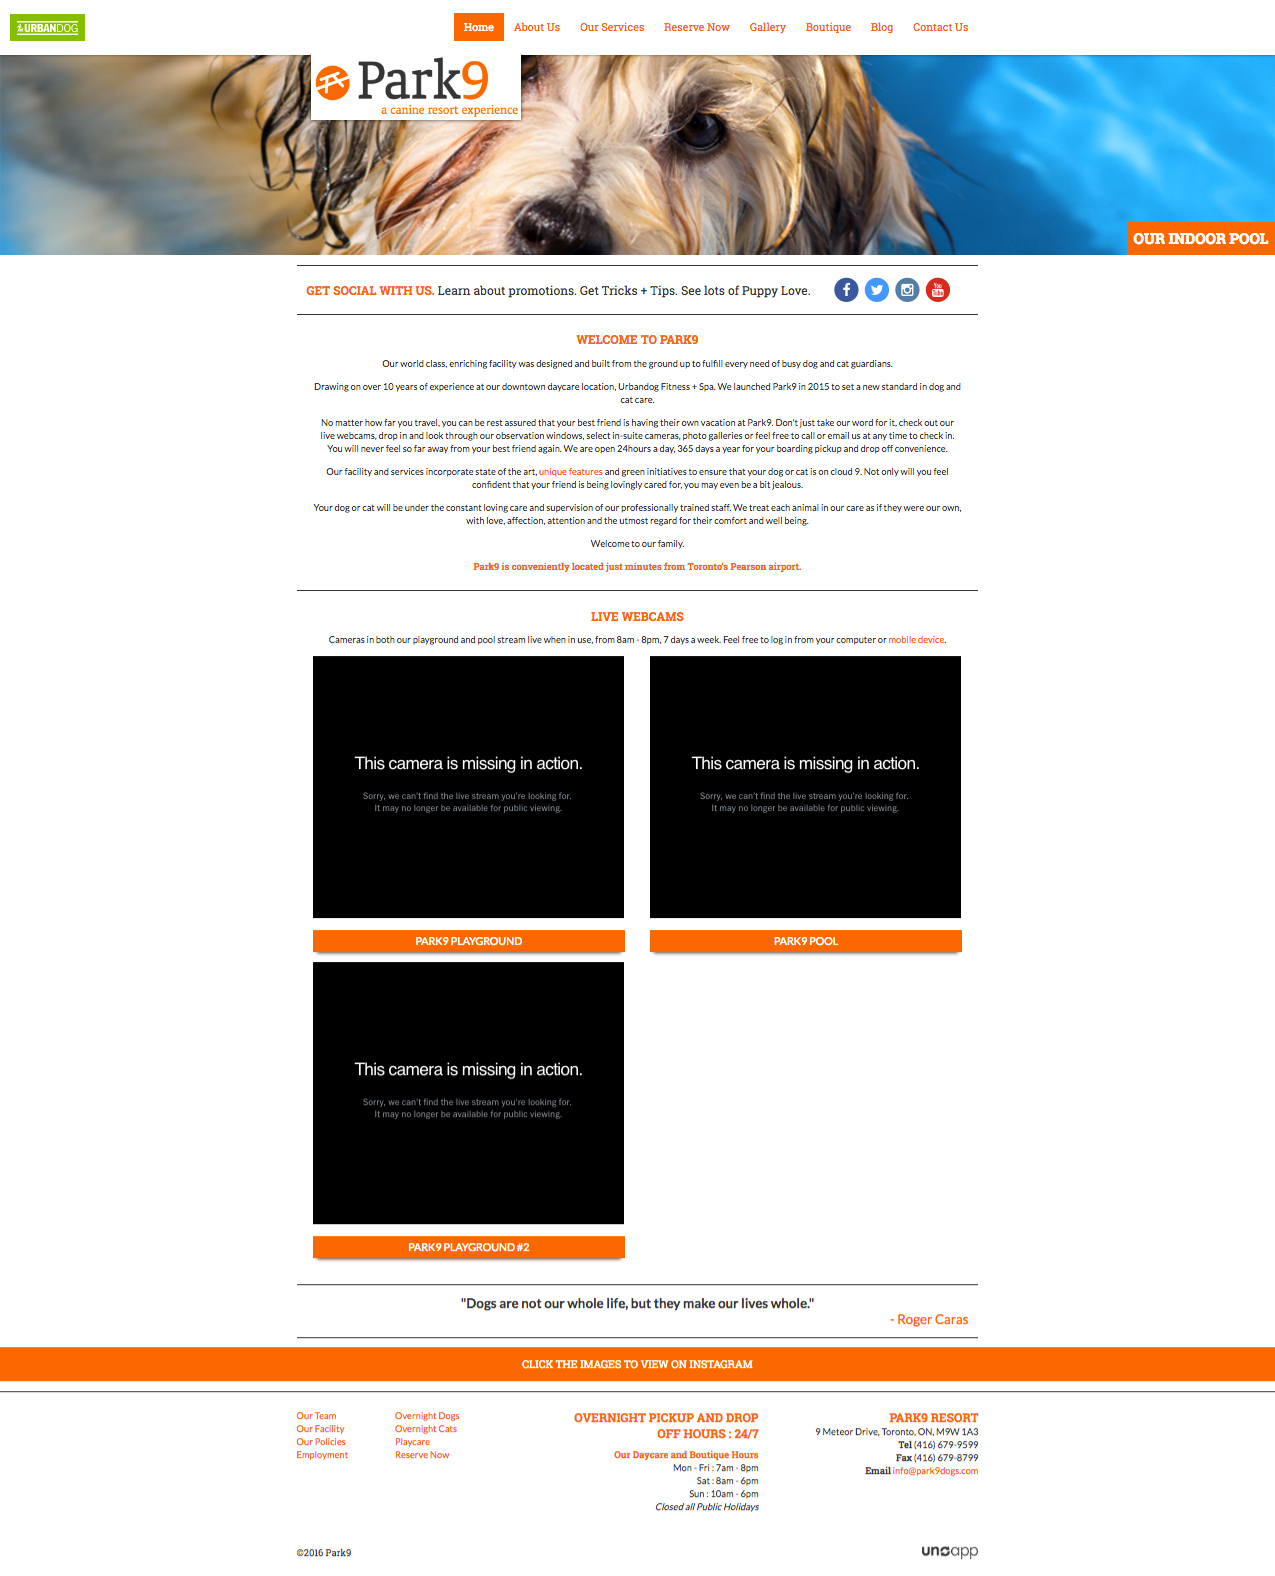 the URBANDOG
Home About Us Our Services Reserve Now Gallery Boutique Blog Contact Us
Park9
a canine resort experience
OUR INDOOR POOL
GET SOCIAL WITH US. Learn about promotions. Get Tricks + Tips. See lots of Puppy Love.
You Tube
WELCOME TO PARK9
Our world class, enriching facility was designed and built from the ground up to fulfill every need of busy dog and cat guardians.
Drawing on over 10 years of experience at our downtown daycare location, Urbandog Fitness + Spa. We launched Park9 in 2015 to set a new standard in dog and
cat care.
No matter how far you travel, you can be rest assured that your best friend is having their own vacation at Park9. Don't just take our word for it, check out our
live webcams, drop in and look through our observation windows, select in-suite cameras, photo galleries or feel free to call or email us at any time to check in.
You will never feel so far away from your best friend again. We are open 24hours a day, 365 days a year for your boarding pickup and drop off convenience.
Our facility and services incorporate state of the art, unique features and green initiatives to ensure that your dog or cat is on cloud 9. Not only will you feel
confident that your friend is being lovingly cared for, you may even be a bit jealous.
Your dog or cat will be under the constant loving care and supervision of our professionally trained staff. We treat each animal in our care as if they were our own,
with love, affection, attention and the utmost regard for their comfort and well being.
Welcome to our family.
Park9 is conveniently located just minutes from Toronto's Pearson airport.
LIVE WEBCAMS
Cameras in both our playground and pool stream live when in use, from 8am - 8pm, 7 days a week. Feel free to log in from your computer or mobile device.
This camera is missing in action.
Sorry, we can't find the live stream you're looking for.
It may no longer be available for public viewing.
PARK9 PLAYGROUND
This camera is missing in action.
Sorry, we can't find the live stream you're looking for.
It may no longer be available for public viewing.
PARK9 POOL
This camera is missing in action.
Sorry, we can't find the live stream you're looking for.
It may no longer be available for public viewing.
PARK9 PLAYGROUND #2
"Dogs are not our whole life, but they make our lives whole."
- Roger Caras
CLICK THE IMAGES TO VIEW ON INSTAGRAM
Our Team
Our Facility
Our Policies
Employment
Overnight Dogs
Overnight Cats
Playcare
Reserve Now
OVERNIGHT PICKUP AND DROP
OFF HOURS : 24/7
Our Daycare and Boutique Hours
Mon - Fri : 7am - 8pm
Sat : 8am - 6pm
Sun : 10am - 6pm
Closed all Public Holidays
PARK9 RESORT
9 Meteor Drive, Toronto, ON, M9W 1A3
Tel (416) 679-9599
Fax (416) 679-8799
Email info@park9dogs.com
©2016 Park9
unoapp